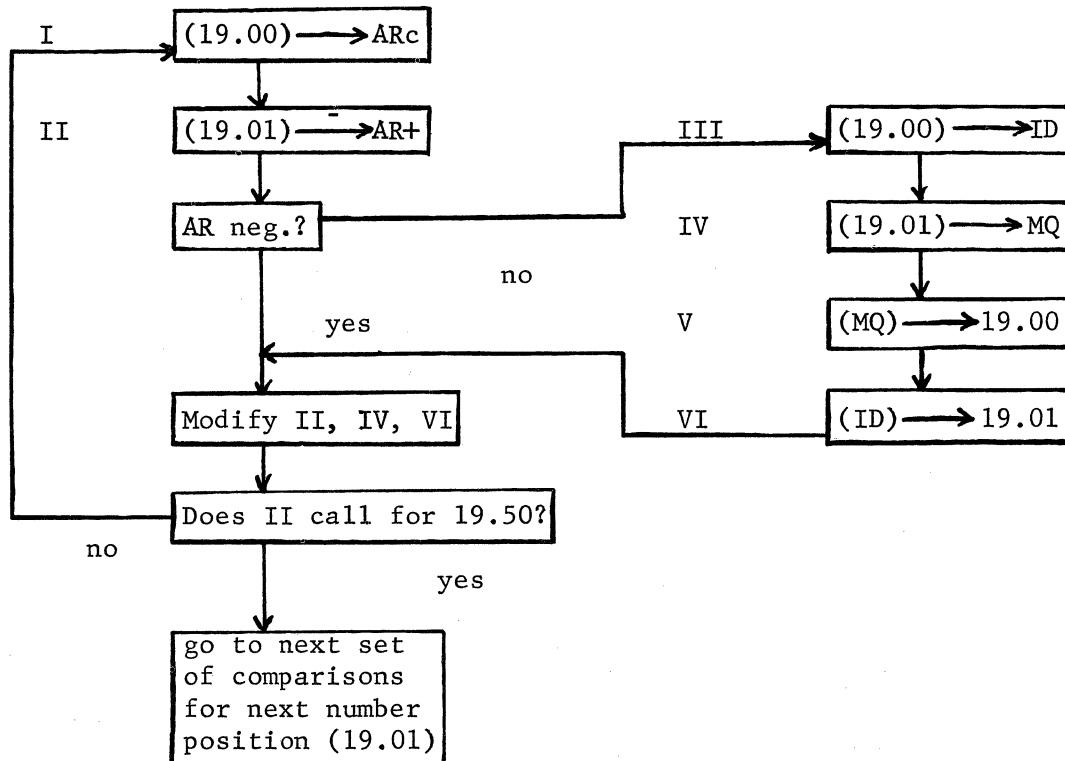 I
(19.00) ⟶ ARc
II
(19.01) -⟶ AR+
III
(19.00) ⟶ ID
AR neg.?
IV
(19.01) ⟶ MQ
no
yes
V
(MQ) ⟶ 19.00
Modify II, IV, VI
VI
(ID) ⟶ 19.01
Does II call for 19.50?
no
yes
go to next set
of comparisons
for next number
position (19.01)